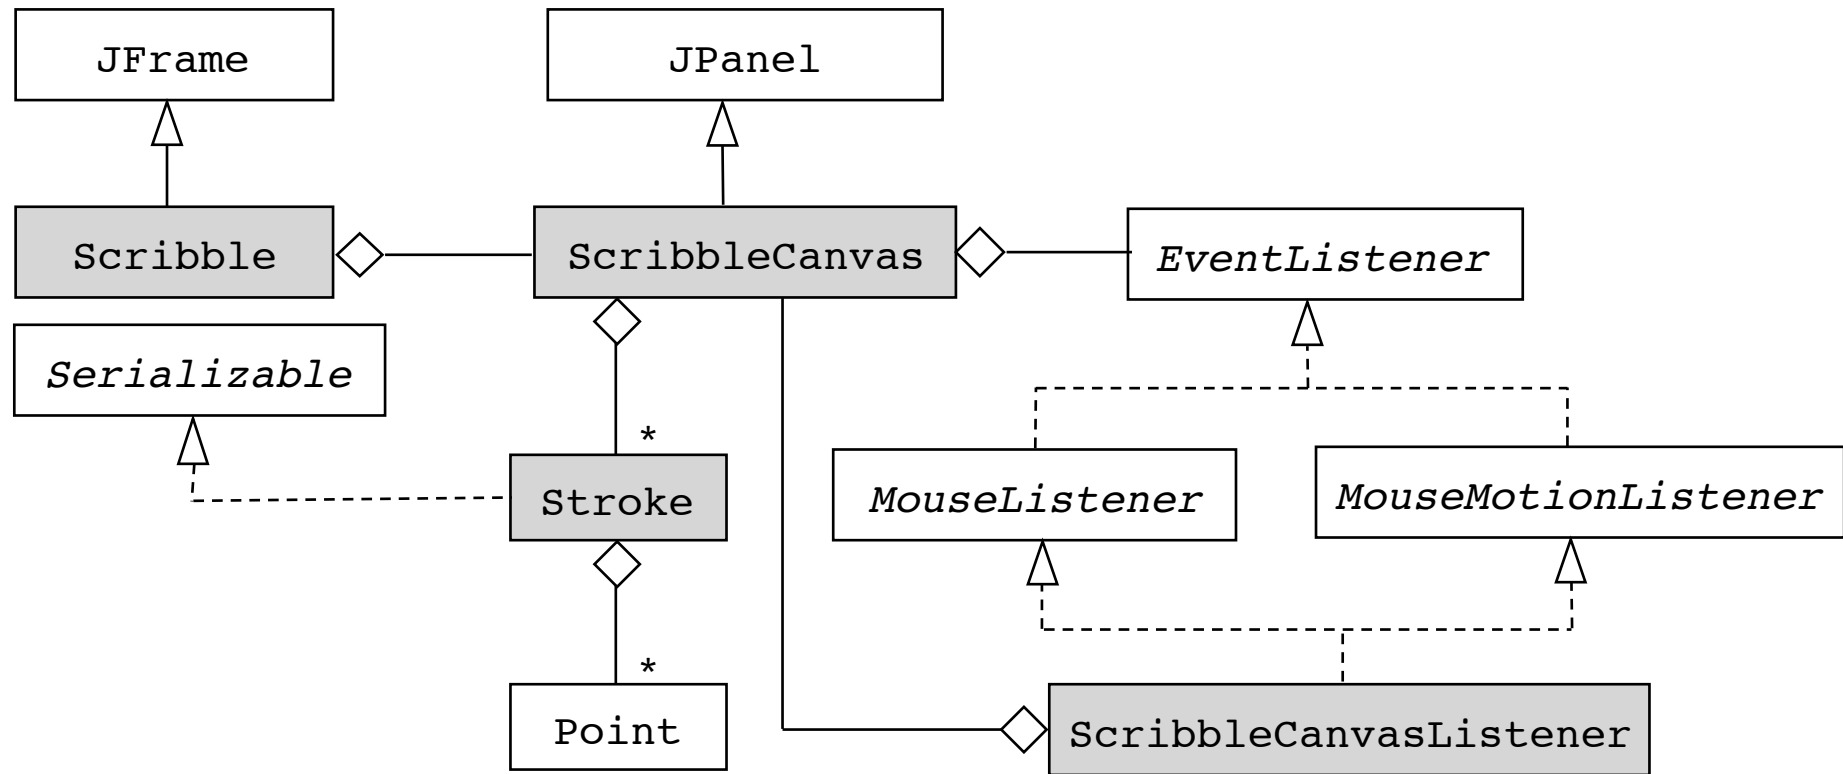 JFrame
JPanel
Scribble
ScribbleCanvas
EventListener
Serializable
*
Stroke
MouseListener
MouseMotionListener
*
Point
ScribbleCanvasListener